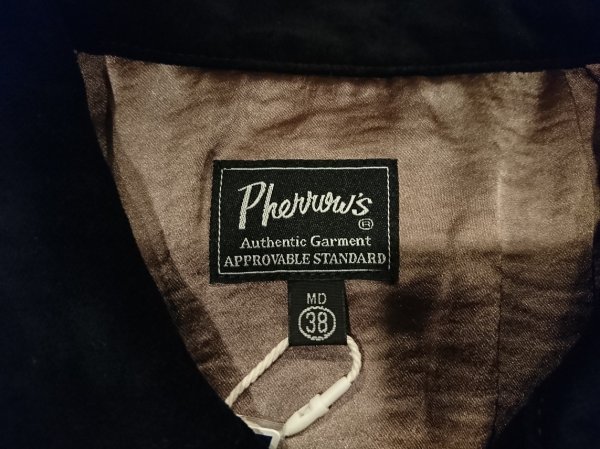 Pherrow's®
Authentic Garment
APPROVABLE STANDARD
MD
38